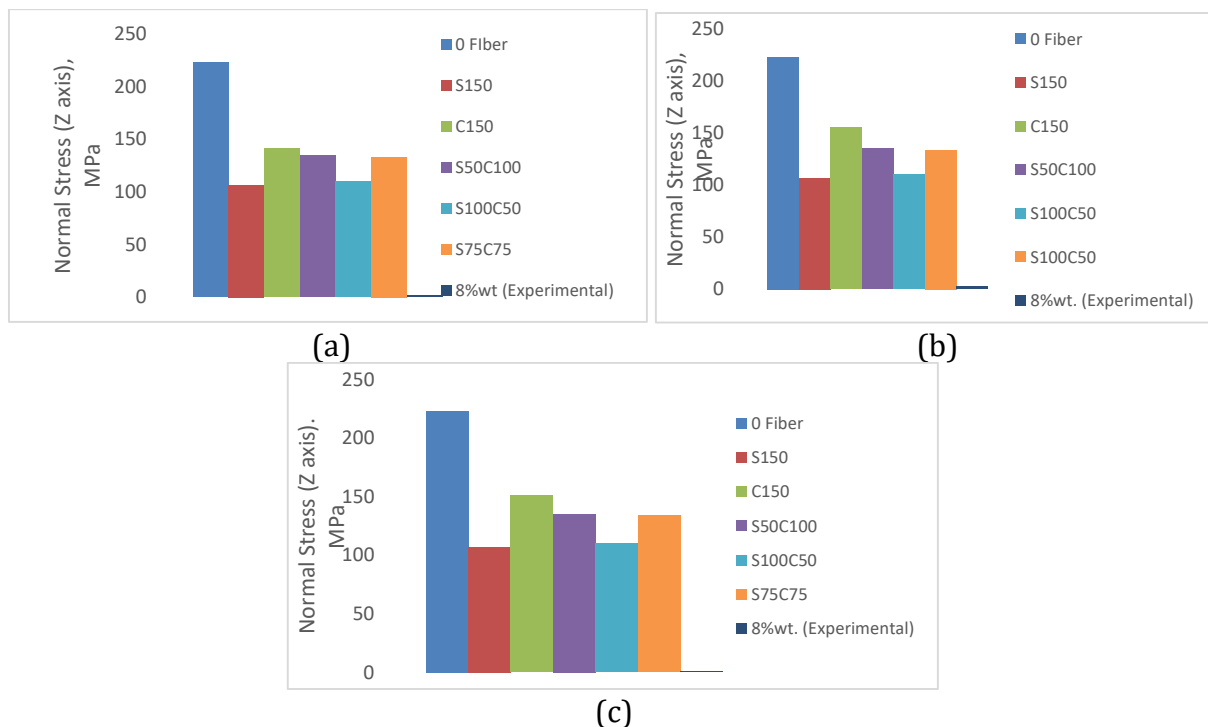 Normal Stress (Z axis),
MPa
250
200
150
100
50
0
0 FIber
S150
C150
S50C100
S100C50
S75C75
8%wt (Experimental)
(a)
Normal Stress (Z axis),
MPa
250
200
150
100
50
0
0 Fiber
S150
C150
S50C100
S100C50
S100C50
8%wt. (Experimental)
(b)
Normal Stress (Z axis).
MPa
250
200
150
100
50
0
0 Fiber
S150
C150
S50C100
S100C50
S75C75
8%wt. (Experimental)
(c)